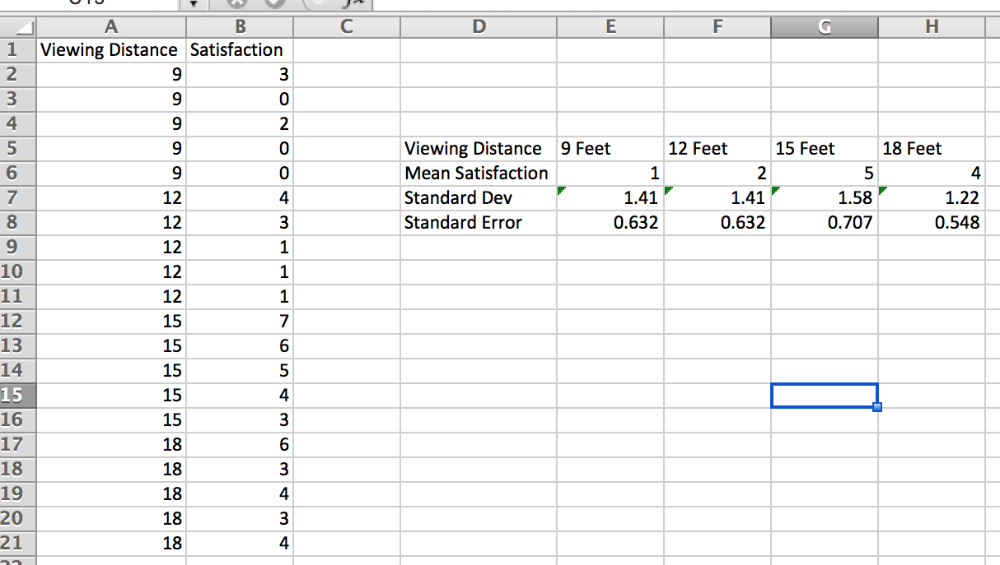 A B C D E F G H
1 Viewing Distance Satisfaction
2 9 3
3 9 0
4 9 2
5 9 0 Viewing Distance 9 Feet 12 Feet 15 Feet 18 Feet
6 9 0 Mean Satisfaction 1 2 5 4
7 12 4 Standard Dev 1.41 1.41 1.58 1.22
8 12 3 Standard Error 0.632 0.632 0.707 0.548
9 12 1
10 12 1
11 12 1
12 15 7
13 15 6
14 15 5
15 15 4
16 15 3
17 18 6
18 18 3
19 18 4
20 18 3
21 18 4